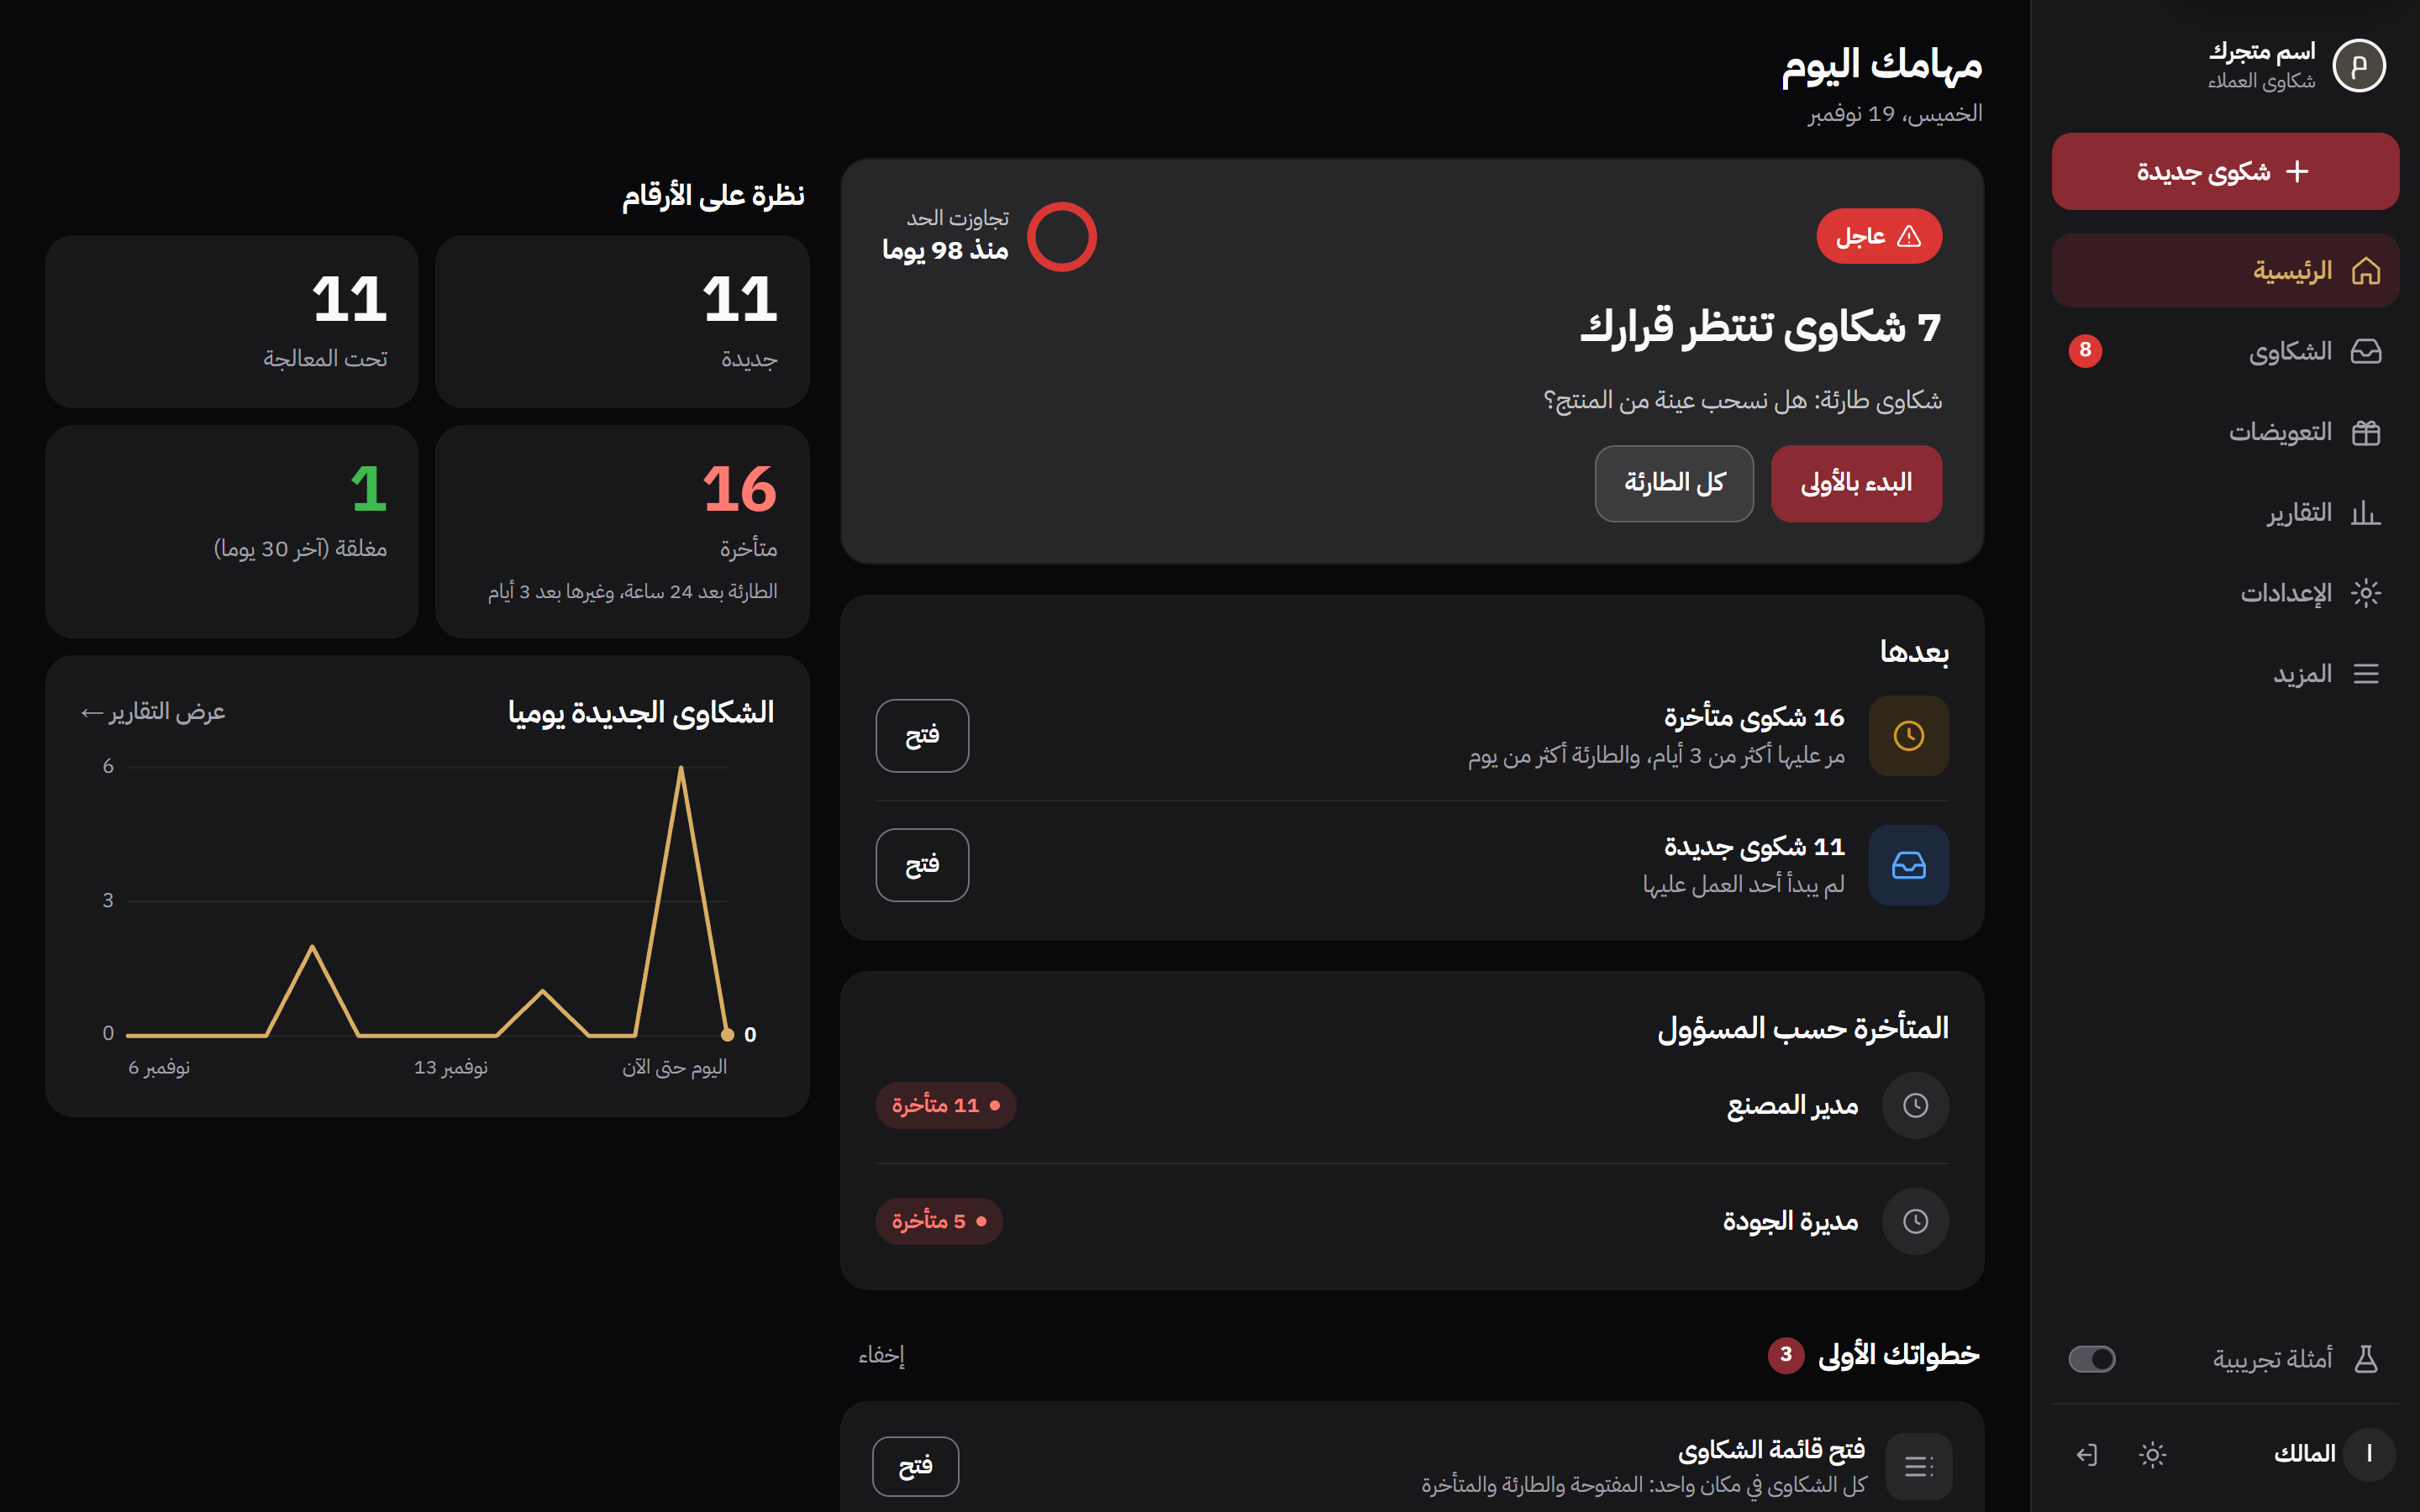 اسم متجرك
شكاوى العملاء
شكوى جديدة
الرئيسية
الشكاوى
8
التعويضات
التقارير
الإعدادات
المزيد
أمثلة تجريبية
ا
المالك
مهامك اليوم
الخميس، 19 نوفمبر
عاجل
تجاوزت الحد
منذ 98 يوما
7 شكاوى تنتظر قرارك
شكاوى طارئة: هل نسحب عينة من المنتج؟
البدء بالأولى
كل الطارئة
بعدها
16 شكوى متأخرة
مر عليها أكثر من 3 أيام، والطارئة أكثر من يوم
فتح
11 شكوى جديدة
لم يبدأ أحد العمل عليها
فتح
المتأخرة حسب المسؤول
مدير المصنع
11 متأخرة
مديرة الجودة
5 متأخرة
خطواتك الأولى
3
إخفاء
فتح قائمة الشكاوى
كل الشكاوى في مكان واحد: المفتوحة والطارئة والمتأخرة
فتح
نظرة على الأرقام
11
جديدة
11
تحت المعالجة
16
متأخرة
الطارئة بعد 24 ساعة، وغيرها بعد 3 أيام
1
مغلقة (آخر 30 يوما)
الشكاوى الجديدة يوميا
عرض التقارير ←
6
3
0
0
6 نوفمبر
13 نوفمبر
اليوم حتى الآن